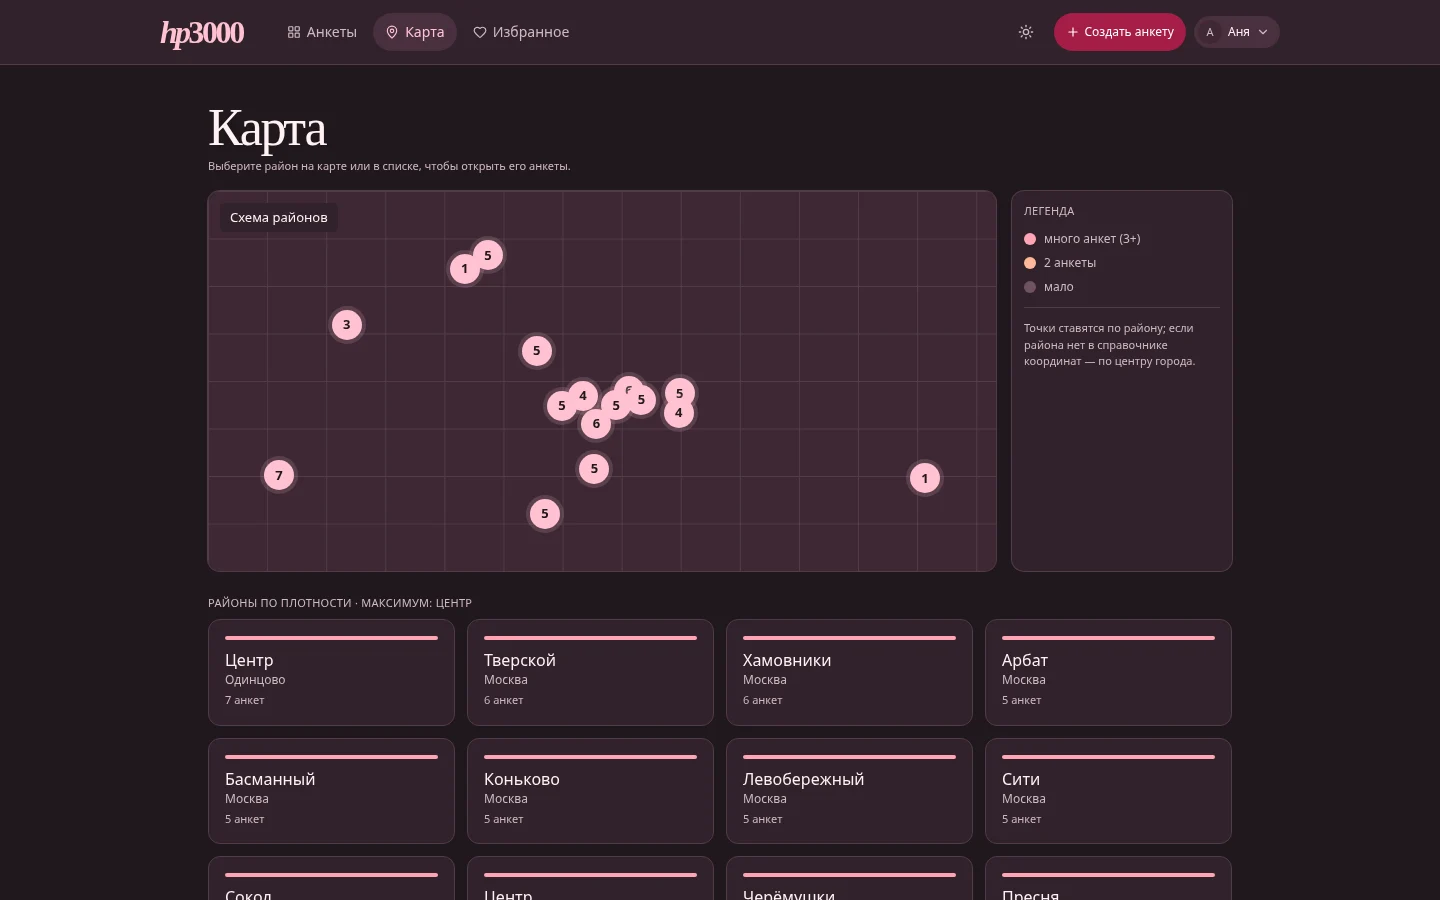 hp3000
Анкеты
Карта
Избранное
Создать анкету
А
Аня
Карта
Выберите район на карте или в списке, чтобы открыть его анкеты.
Схема районов
5
1
3
5
4
5
5
5
5
4
6
5
7
1
5
ЛЕГЕНДА
много анкет (3+)
2 анкеты
мало
Точки ставятся по району; если
района нет в справочнике
координат — по центру города.
РАЙОНЫ ПО ПЛОТНОСТИ · МАКСИМУМ: ЦЕНТР
Центр
Одинцово
7 анкет
Тверской
Москва
6 анкет
Хамовники
Москва
6 анкет
Арбат
Москва
5 анкет
Басманный
Москва
5 анкет
Коньково
Москва
5 анкет
Левобережный
Москва
5 анкет
Сити
Москва
5 анкет
Сокол
Центр
Черёмушки
Пресня